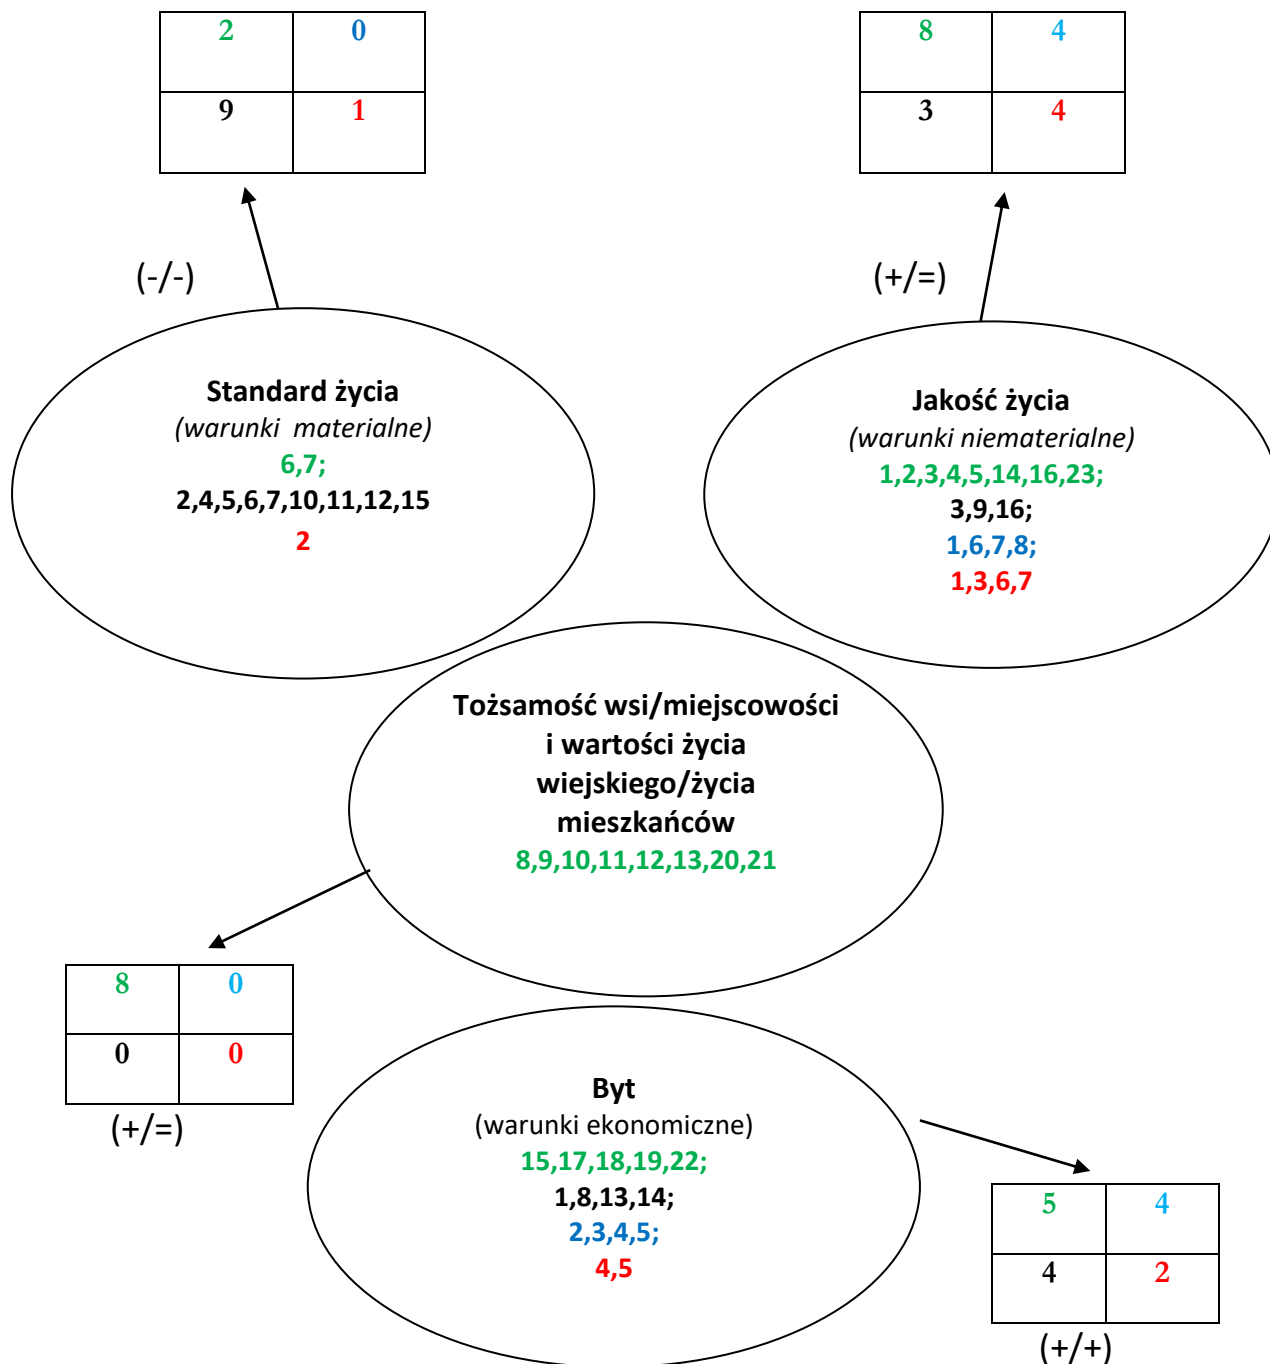 2 0
9 1
8 4
3 4
(-/-)
(+/=)
Standard życia
(warunki materialne)
6,7;
2,4,5,6,7,10,11,12,15
2
Jakość życia
(warunki niematerialne)
1,2,3,4,5,14,16,23;
3,9,16;
1,6,7,8;
1,3,6,7
Tożsamość wsi/miejscowości
i wartości życia
wiejskiego/życia
mieszkańców
8,9,10,11,12,13,20,21
8 0
0 0
(+/=)
Byt
(warunki ekonomiczne)
15,17,18,19,22;
1,8,13,14;
2,3,4,5;
4,5
5 4
4 2
(+/+)